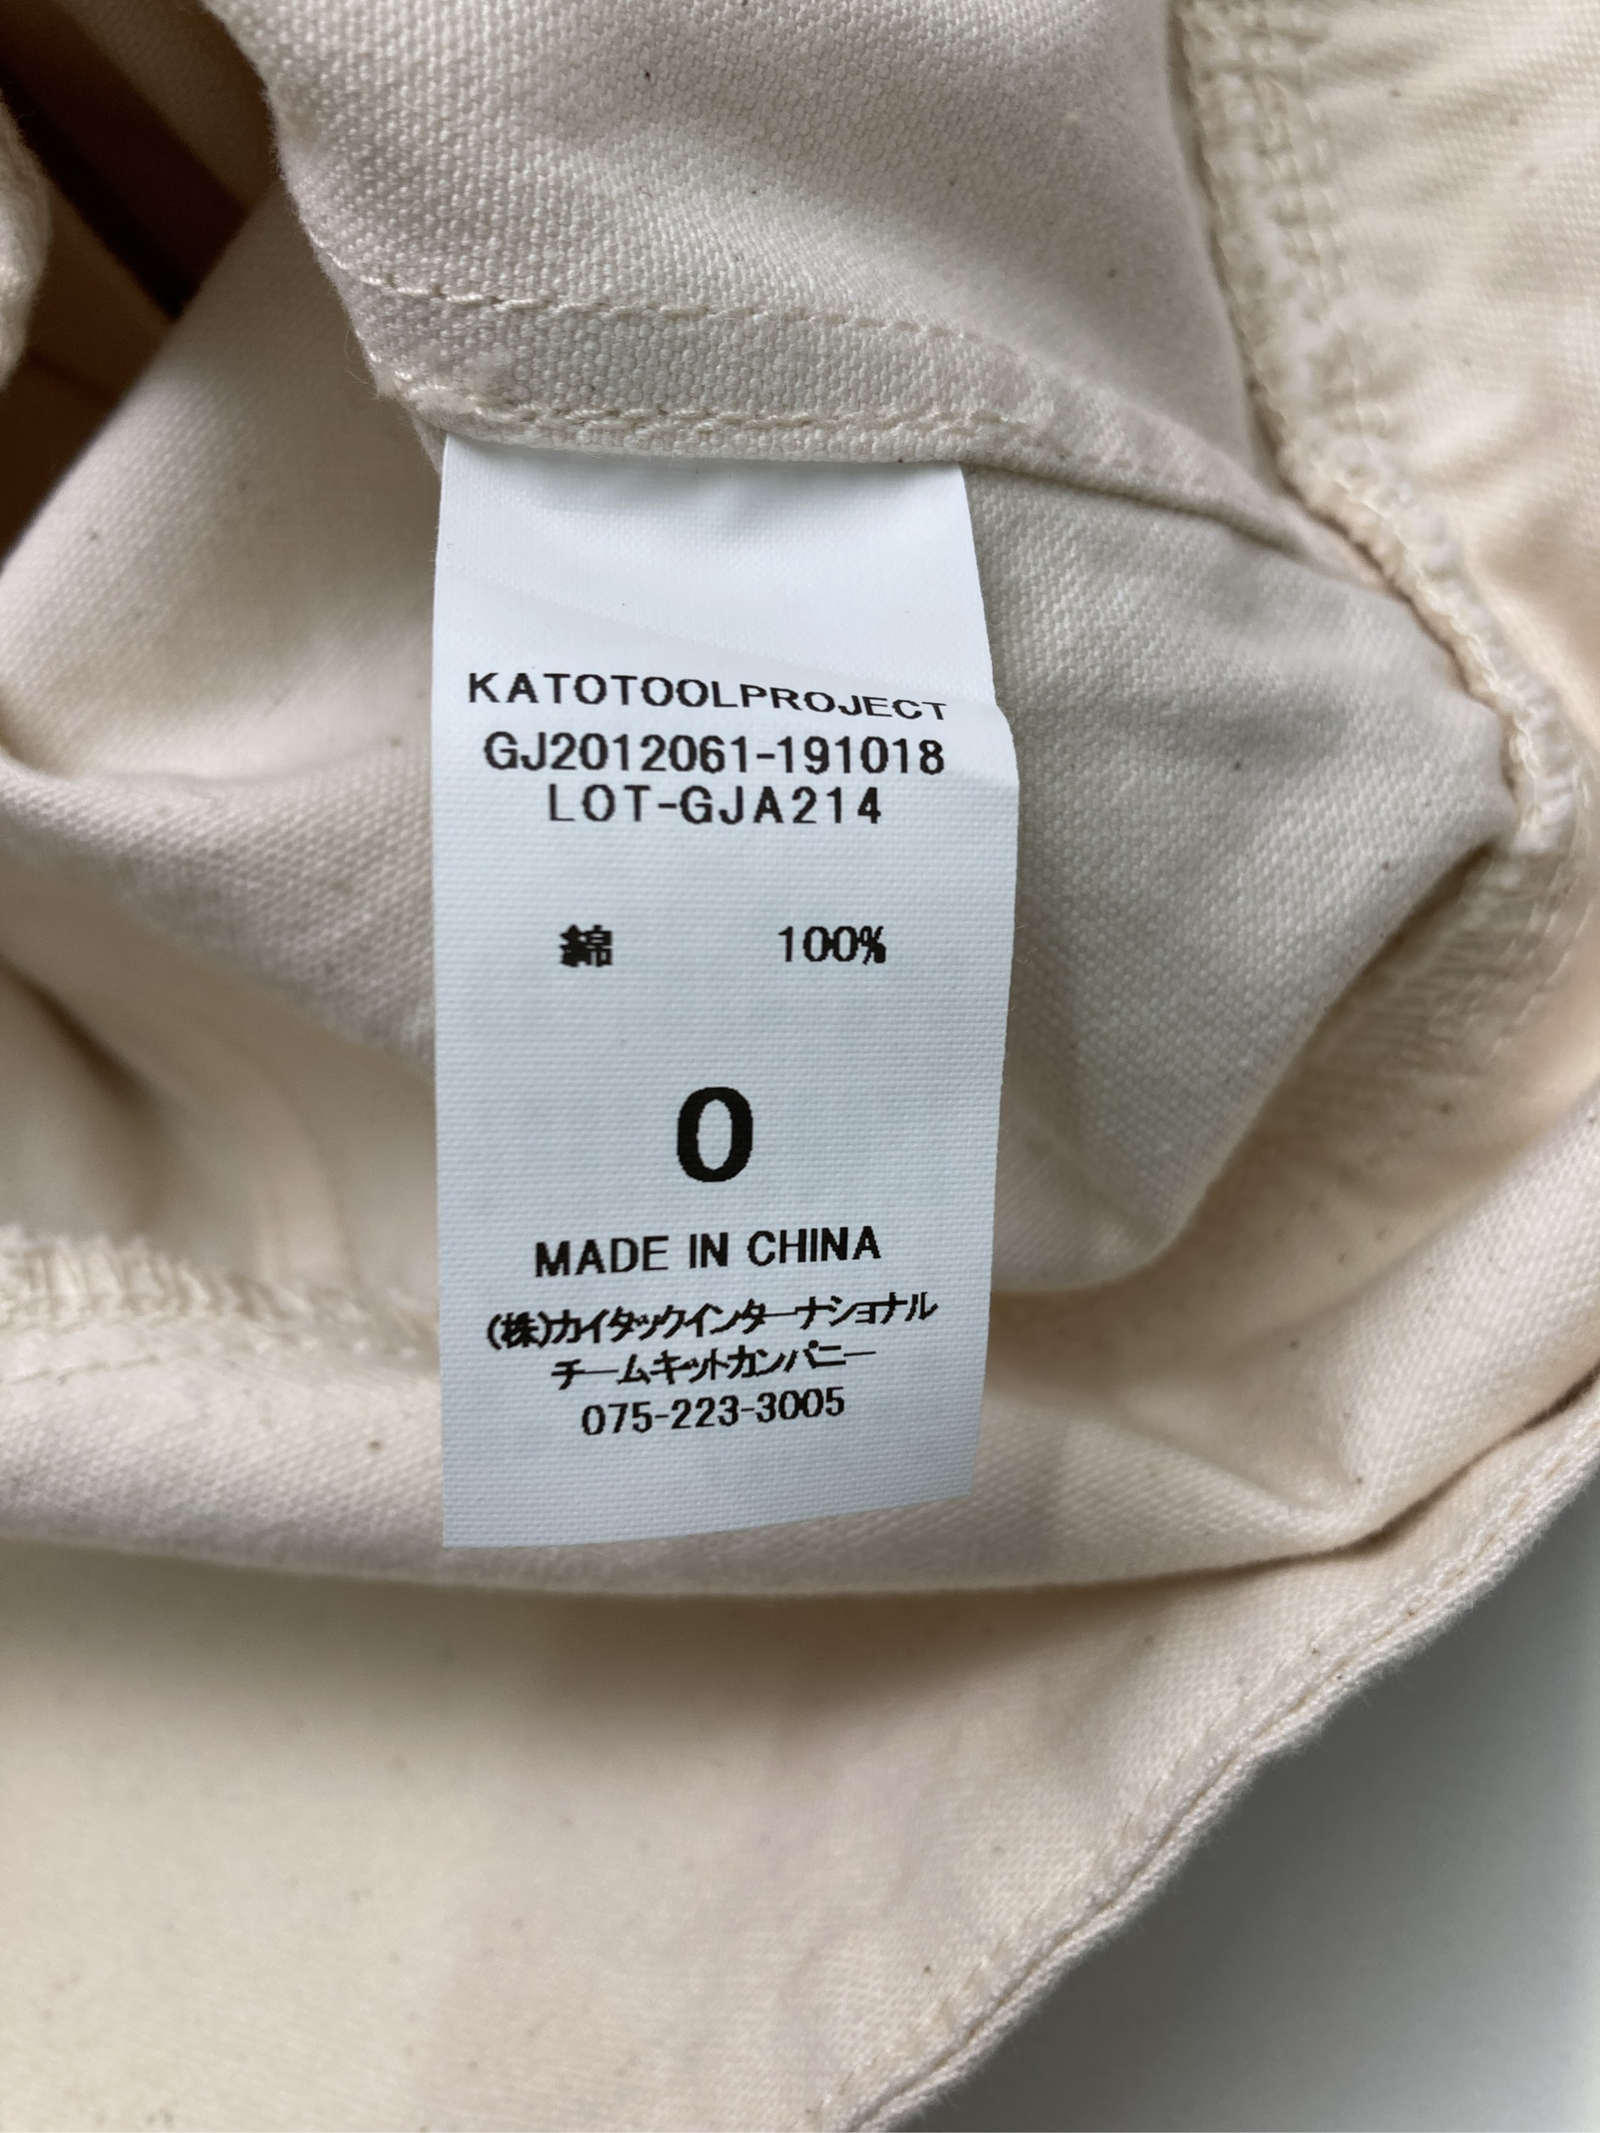 KATOTOOLPROJECT
GJ2012061-191018
LOT-GJA214
綿 100%
0
MADE IN CHINA
(株)カイタックインターナショナル
チームキットカンパニー
075-223-3005